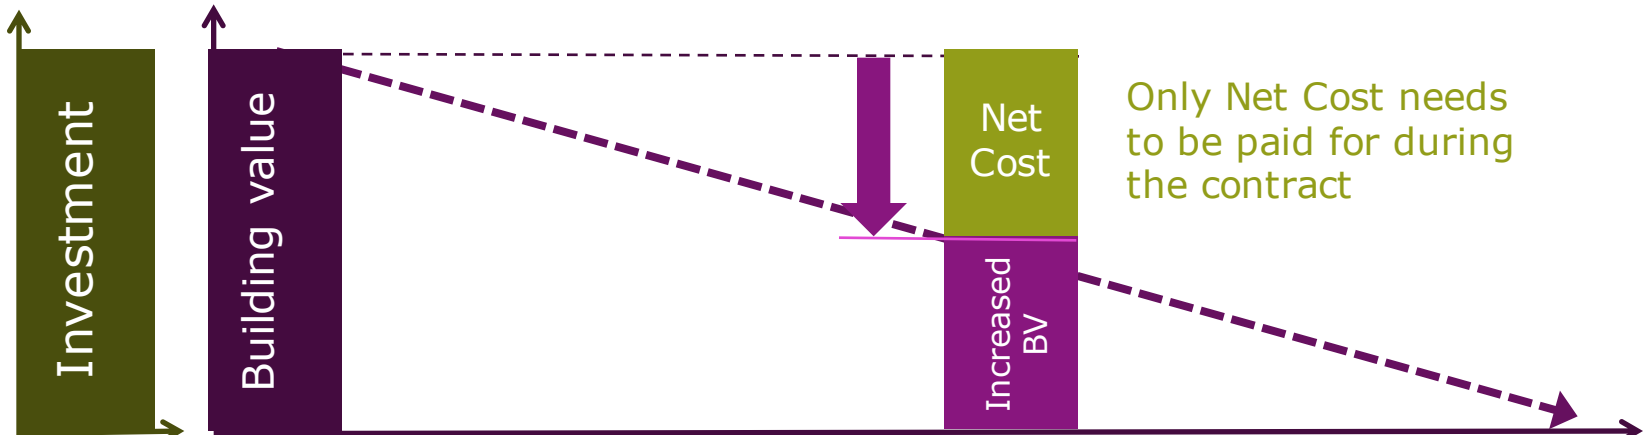 Investment
Building value
Net
Cost
Increased
BV
Only Net Cost needs
to be paid for during
the contract